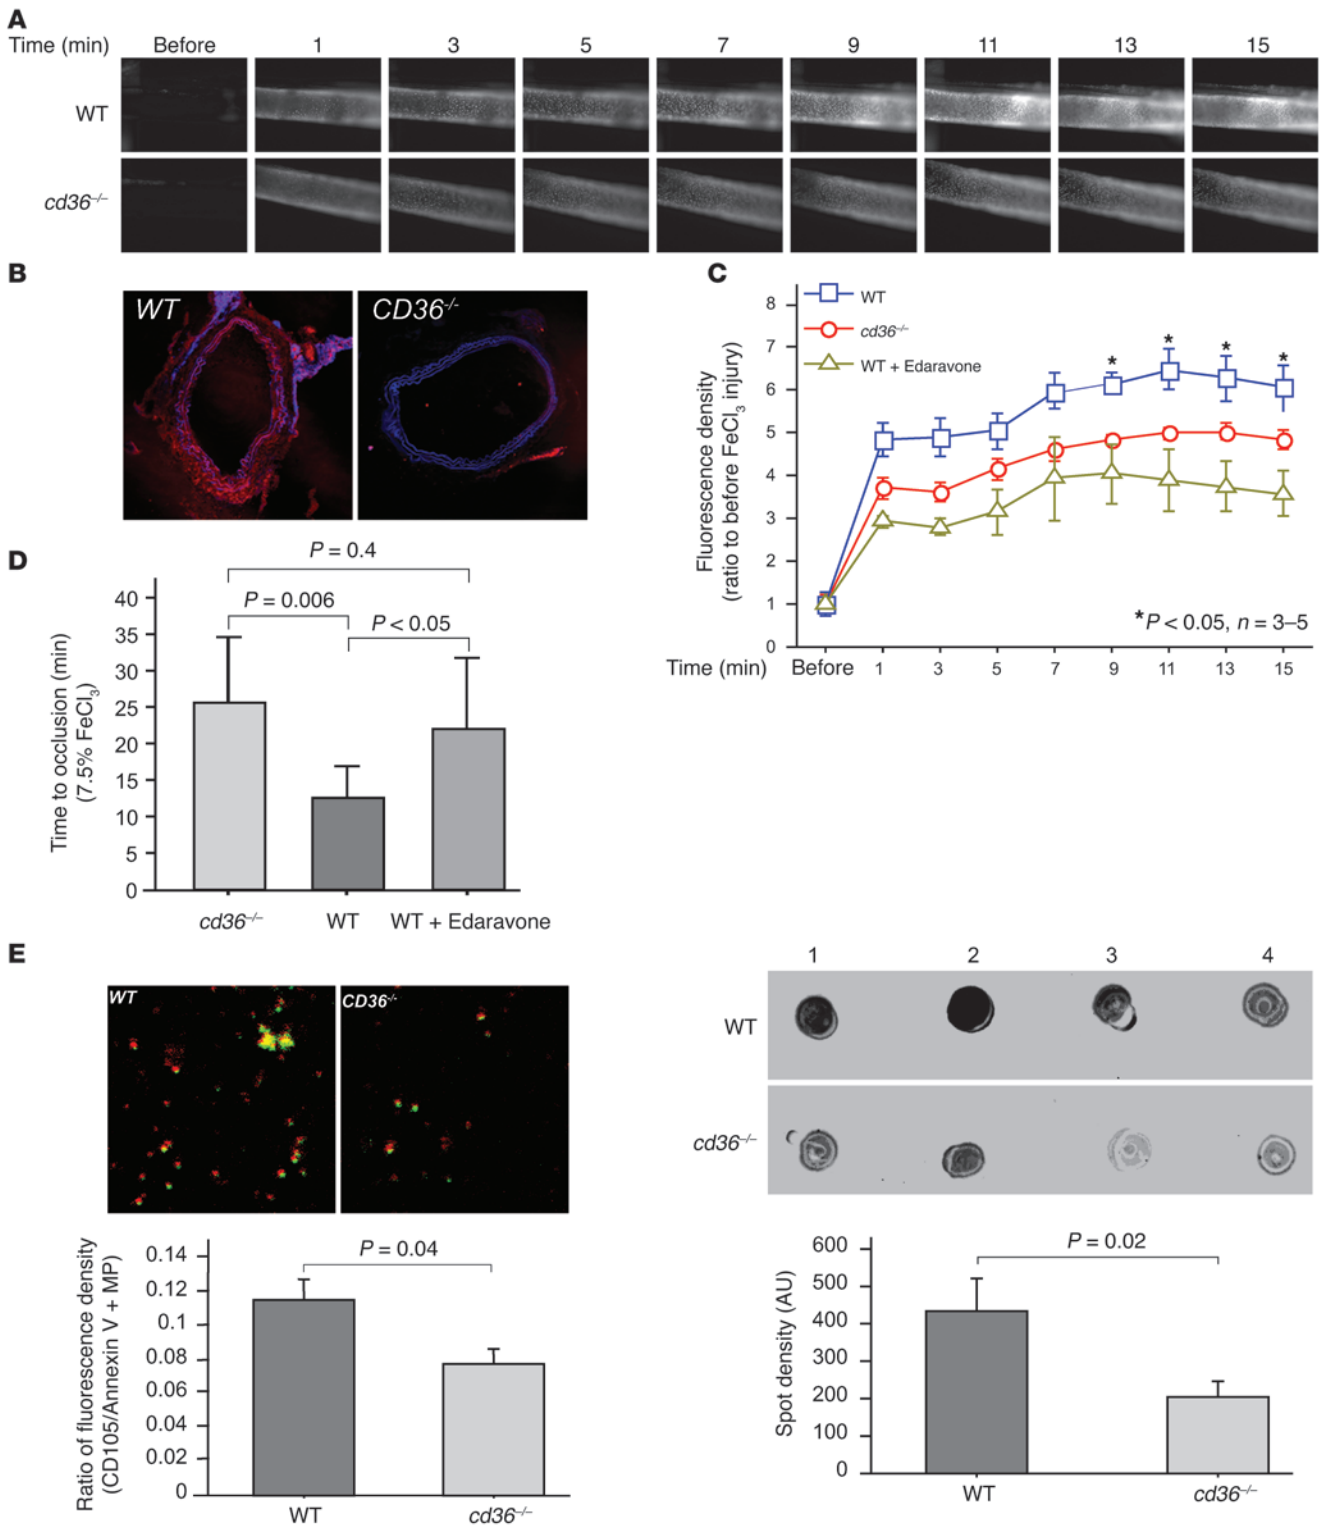 A
Time (min) Before 1 3 5 7 9 11 13 15
WT
cd36–/–
B
WT CD36-/-
C
Fluorescence density
(ratio to before FeCl3 injury)
8
7
6
5
4
3
2
1
0
WT
cd36–/–
WT + Edaravone
* * * *
*P < 0.05, n = 3–5
Time (min) Before 1 3 5 7 9 11 13 15
D
Time to occlusion (min)
(7.5% FeCl3)
40
35
30
25
20
15
10
5
0
P = 0.4
P = 0.006
P < 0.05
cd36–/– WT WT + Edaravone
E
WT CD36-/-
Ratio of fluorescence density
(CD105/Annexin V + MP)
0.14
0.12
0.1
0.08
0.06
0.04
0.02
0
P = 0.04
WT cd36–/–
1 2 3 4
WT
cd36–/–
Spot density (AU)
600
500
400
300
200
100
0
P = 0.02
WT cd36–/–